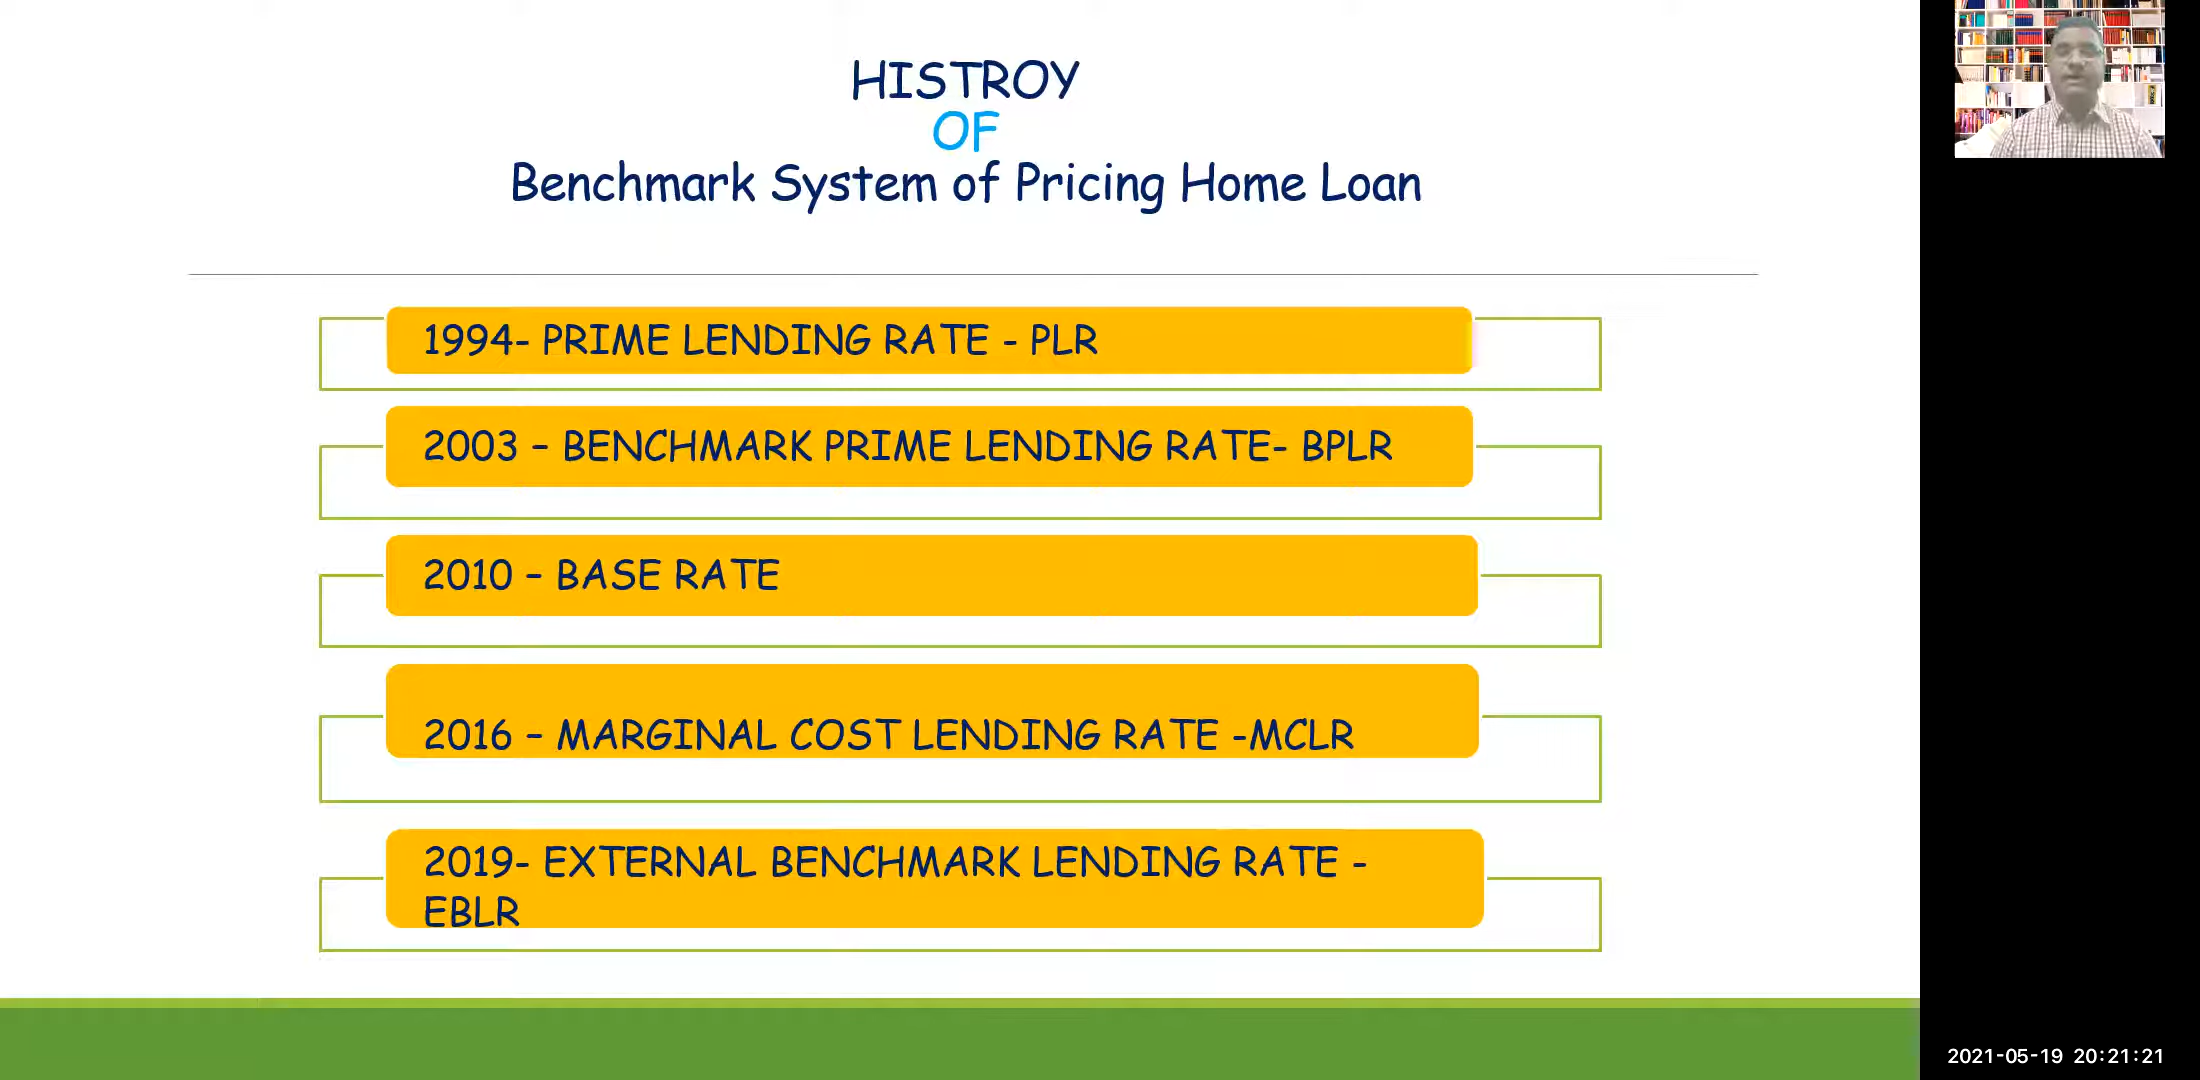 HISTROY
OF
Benchmark System of Pricing Home Loan
1994- PRIME LENDING RATE - PLR
2003 – BENCHMARK PRIME LENDING RATE- BPLR
2010 – BASE RATE
2016 – MARGINAL COST LENDING RATE -MCLR
2019- EXTERNAL BENCHMARK LENDING RATE -
EBLR
2021-05-19 20:21:21